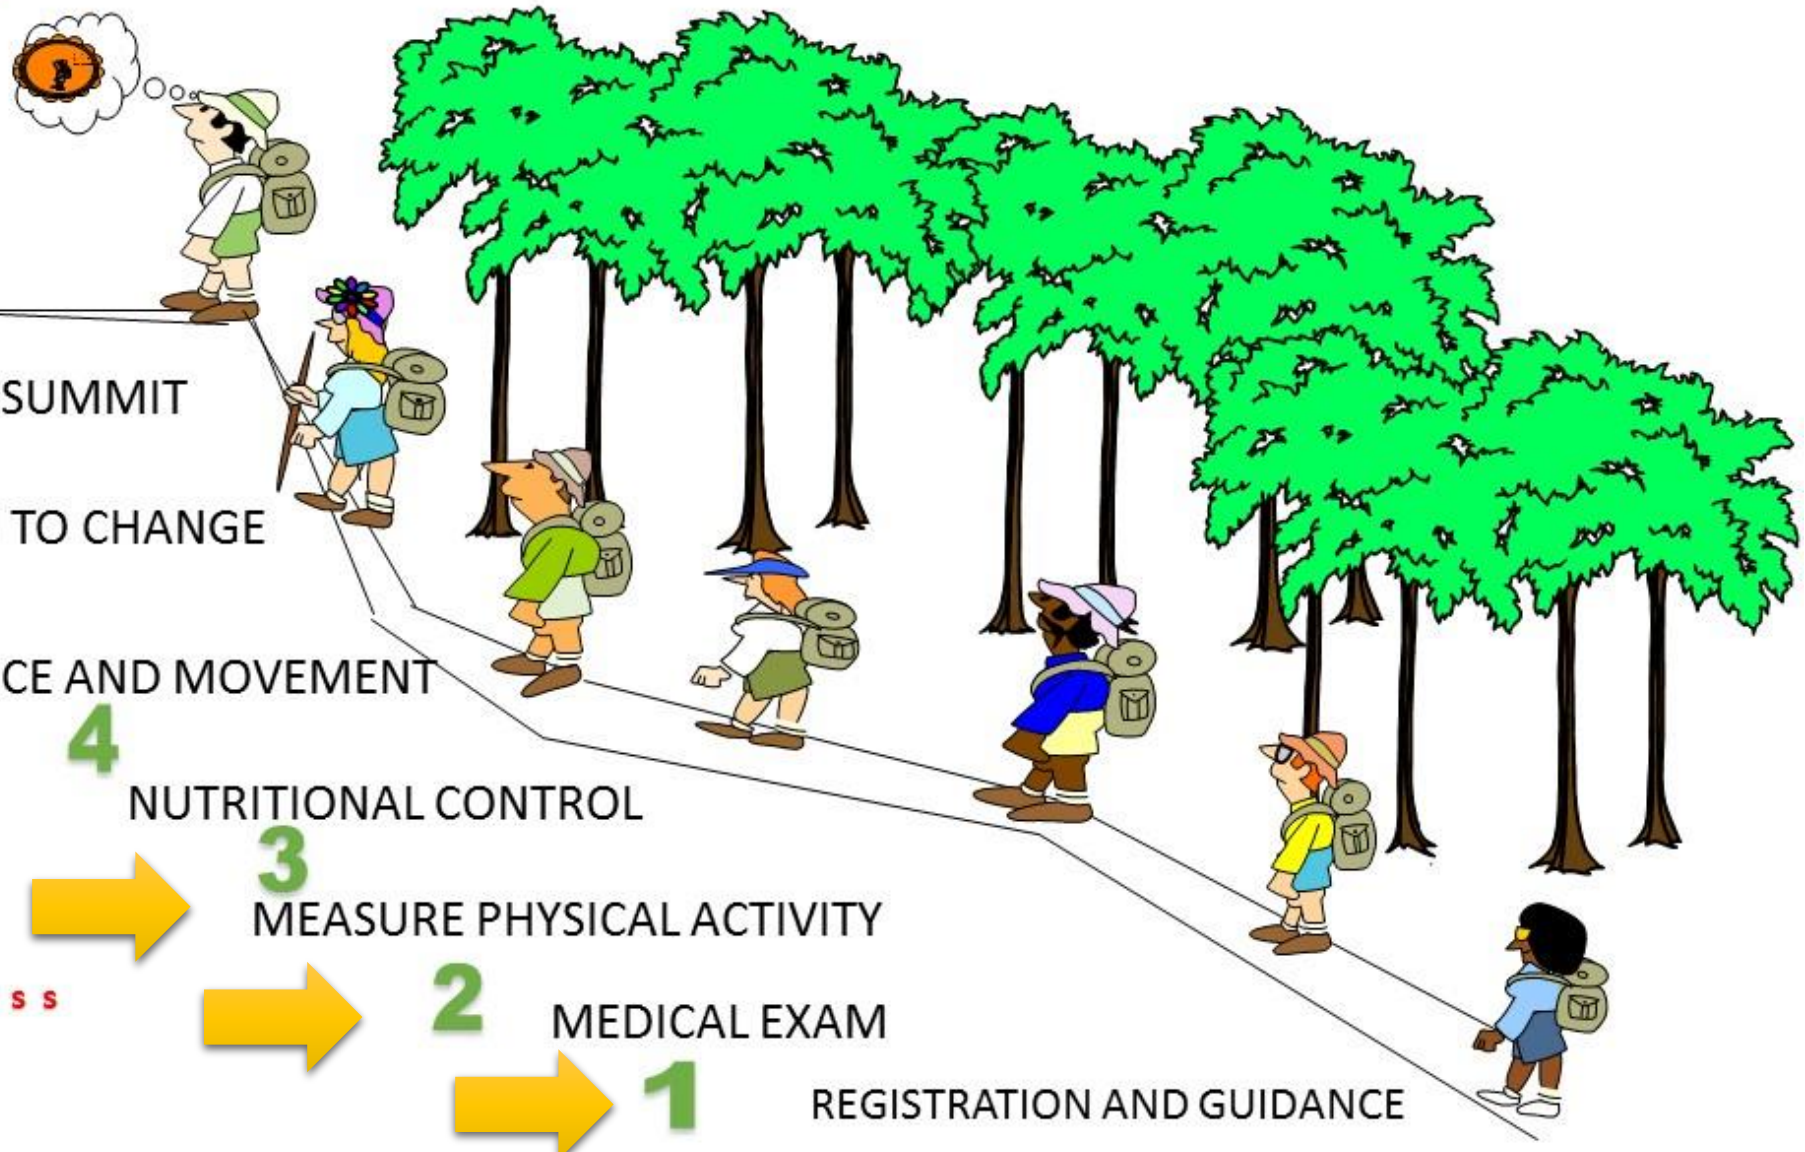 SUMMIT
TO CHANGE
CE AND MOVEMENT
4
NUTRITIONAL CONTROL
3
MEASURE PHYSICAL ACTIVITY
s s
2
MEDICAL EXAM
1
REGISTRATION AND GUIDANCE